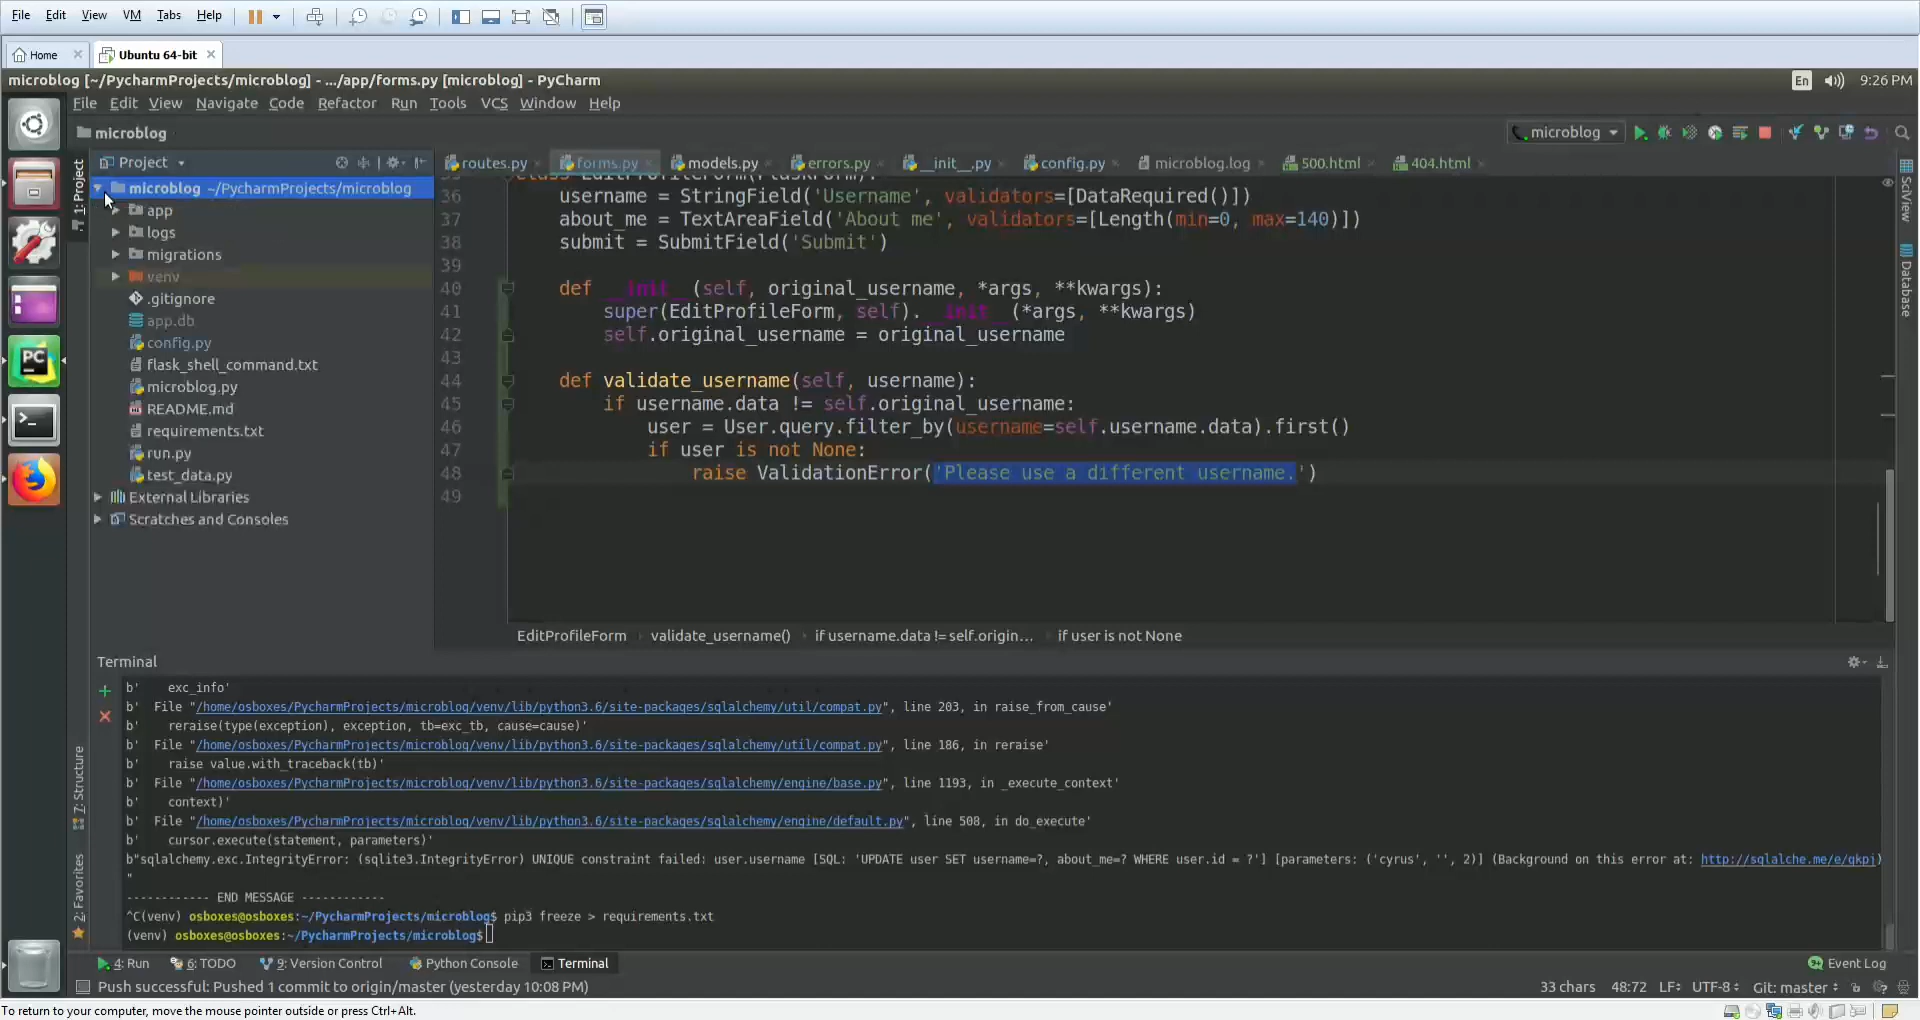 File Edit View VM Tabs Help
Home
Ubuntu 64-bit
microblog [~/PycharmProjects/microblog] - .../app/forms.py [microblog] - PyCharm
En
9:26 PM
File Edit View Navigate Code Refactor Run Tools VCS Window Help
microblog
microblog
Project
routes.py forms.py models.py errors.py __init__.py config.py microblog.log 500.html 404.html
1: Project
microblog ~/PycharmProjects/microblog
app
logs
migrations
venv
.gitignore
app.db
config.py
flask_shell_command.txt
microblog.py
README.md
requirements.txt
run.py
test_data.py
External Libraries
Scratches and Consoles
36 username = StringField('Username', validators=[DataRequired()])
37 about_me = TextAreaField('About me', validators=[Length(min=0, max=140)])
38 submit = SubmitField('Submit')
39
40 def __init__(self, original_username, *args, **kwargs):
41 super(EditProfileForm, self).__init__(*args, **kwargs)
42 self.original_username = original_username
43
44 def validate_username(self, username):
45 if username.data != self.original_username:
46 user = User.query.filter_by(username=self.username.data).first()
47 if user is not None:
48 raise ValidationError('Please use a different username.')
49
SciView
Database
EditProfileForm validate_username() if username.data != self.origin... if user is not None
Terminal
b' exc_info'
b' File "/home/osboxes/PycharmProjects/microblog/venv/lib/python3.6/site-packages/sqlalchemy/util/compat.py", line 203, in raise_from_cause'
b' reraise(type(exception), exception, tb=exc_tb, cause=cause)'
b' File "/home/osboxes/PycharmProjects/microblog/venv/lib/python3.6/site-packages/sqlalchemy/util/compat.py", line 186, in reraise'
b' raise value.with_traceback(tb)'
b' File "/home/osboxes/PycharmProjects/microblog/venv/lib/python3.6/site-packages/sqlalchemy/engine/base.py", line 1193, in _execute_context'
b' context)'
b' File "/home/osboxes/PycharmProjects/microblog/venv/lib/python3.6/site-packages/sqlalchemy/engine/default.py", line 508, in do_execute'
b' cursor.execute(statement, parameters)'
b"sqlalchemy.exc.IntegrityError: (sqlite3.IntegrityError) UNIQUE constraint failed: user.username [SQL: 'UPDATE user SET username=?, about_me=? WHERE user.id = ?'] [parameters: ('cyrus', '', 2)] (Background on this error at: http://sqlalche.me/e/gkpj)
"
------------ END MESSAGE ------------
^C(venv) osboxes@osboxes:~/PycharmProjects/microblog$ pip3 freeze > requirements.txt
(venv) osboxes@osboxes:~/PycharmProjects/microblog$
7: Structure
2: Favorites
4: Run 6: TODO 9: Version Control Python Console Terminal
Event Log
Push successful: Pushed 1 commit to origin/master (yesterday 10:08 PM)
33 chars 48:72 LF UTF-8 Git: master
To return to your computer, move the mouse pointer outside or press Ctrl+Alt.